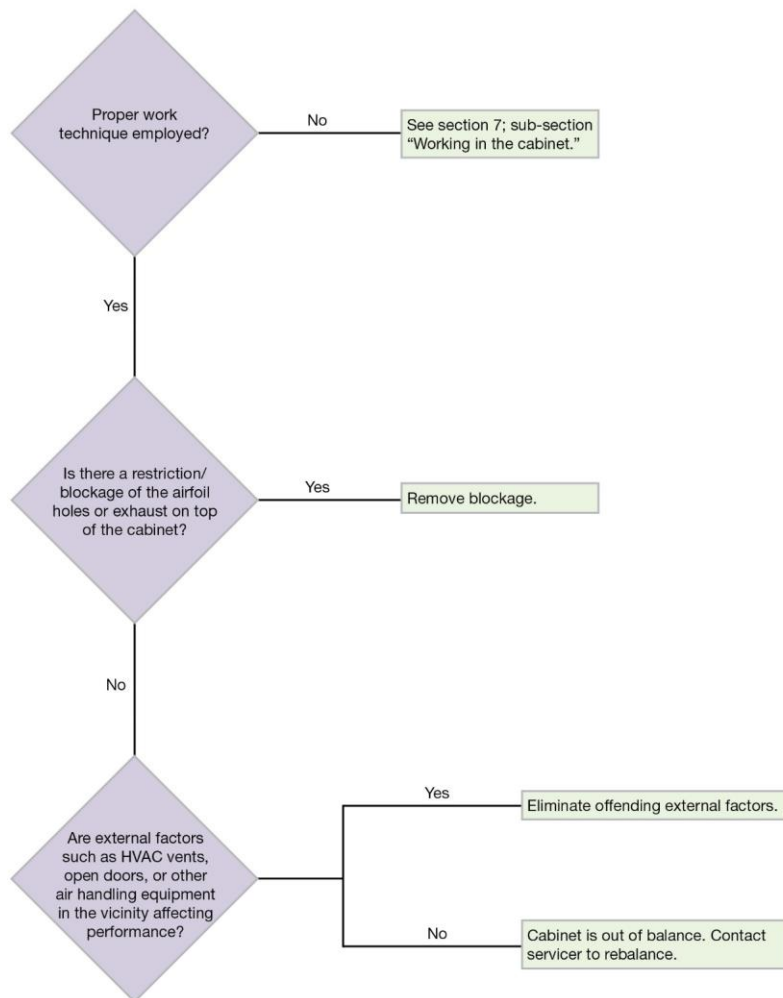 Proper work
technique employed?
No
See section 7; sub-section
“Working in the cabinet.”
Yes
Is there a restriction/
blockage of the airfoil
holes or exhaust on top
of the cabinet?
Yes
Remove blockage.
No
Are external factors
such as HVAC vents,
open doors, or other
air handling equipment
in the vicinity affecting
performance?
Yes
Eliminate offending external factors.
No
Cabinet is out of balance. Contact
servicer to rebalance.